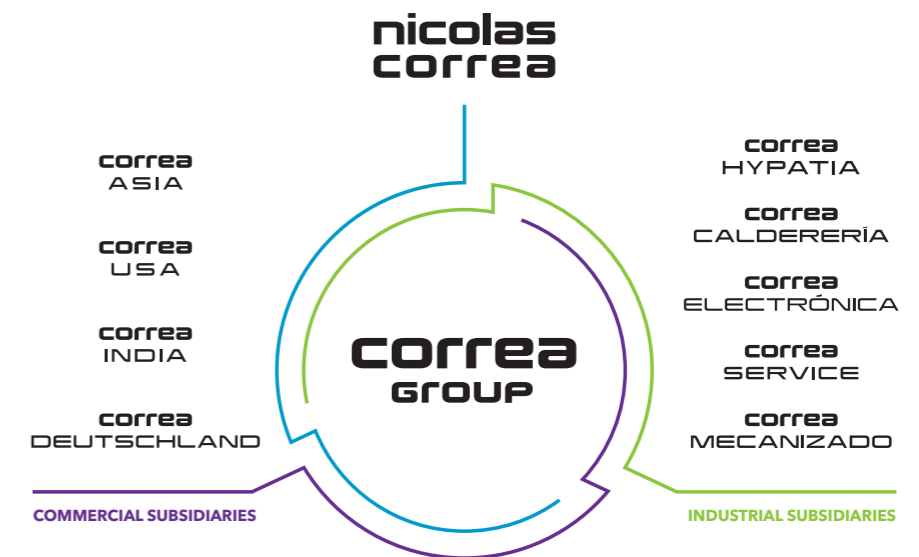 nicolas
correa
correa
ASIA
correa
USA
correa
INDIA
correa
DEUTSCHLAND
COMMERCIAL SUBSIDIARIES
correa
GROUP
correa
HYPATIA
correa
CALDERERÍA
correa
ELECTRÓNICA
correa
SERVICE
correa
MECANIZADO
INDUSTRIAL SUBSIDIARIES